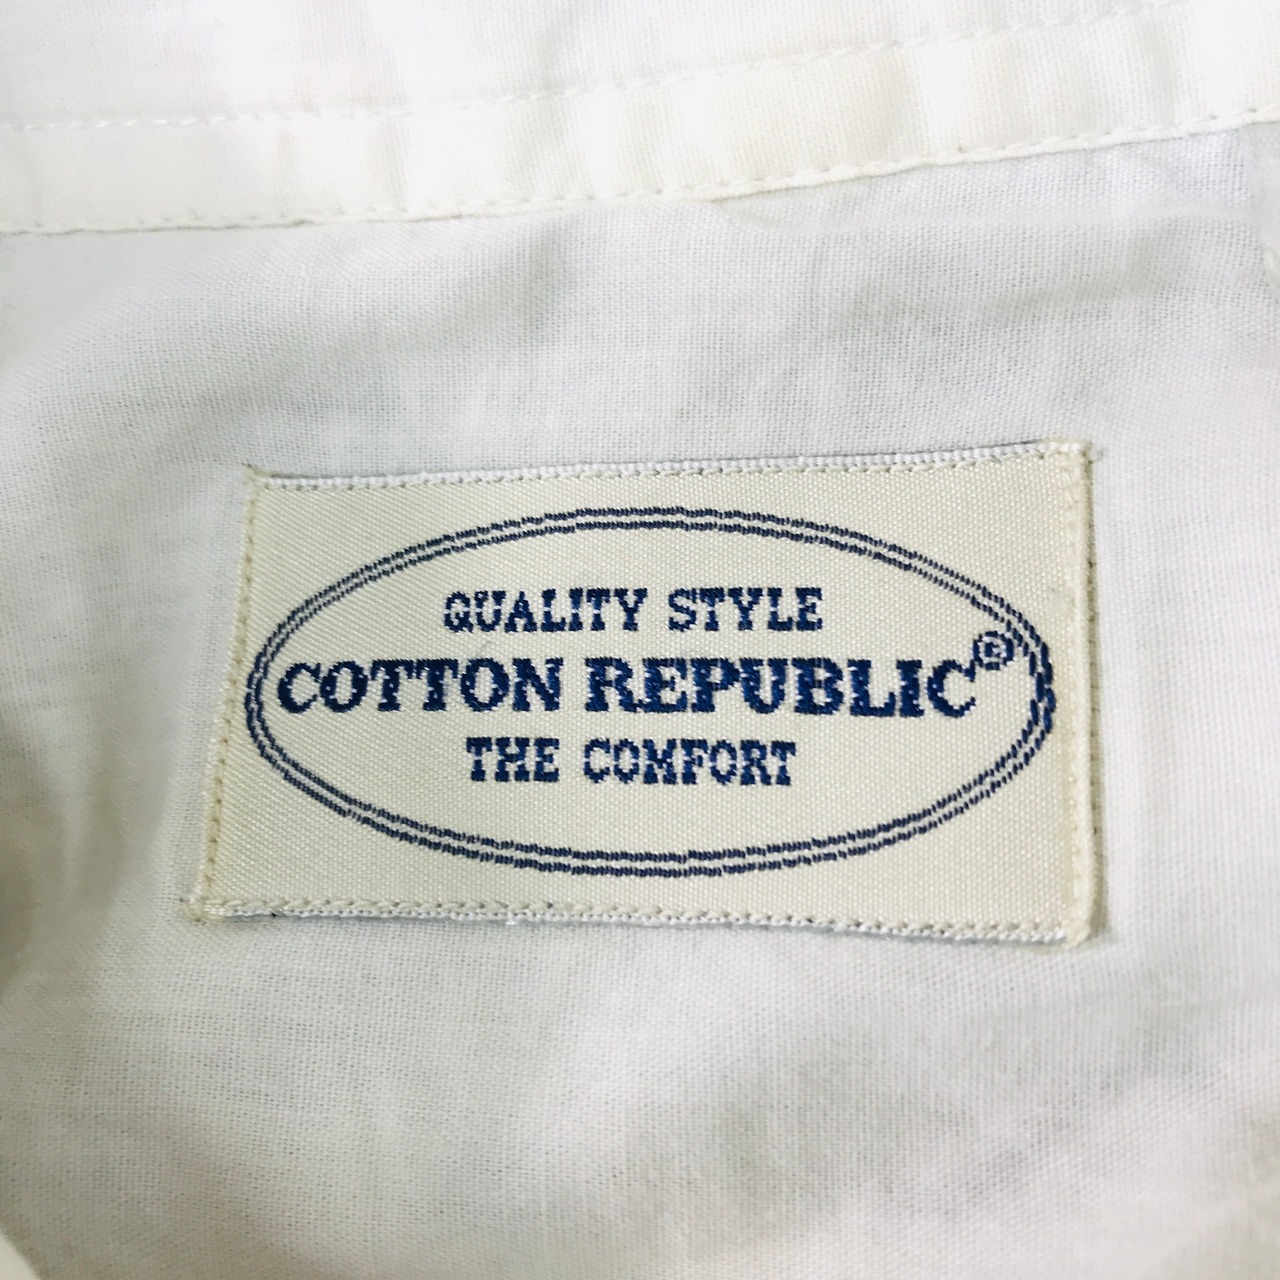 QUALITY STYLE
COTTON REPUBLIC®
THE COMFORT